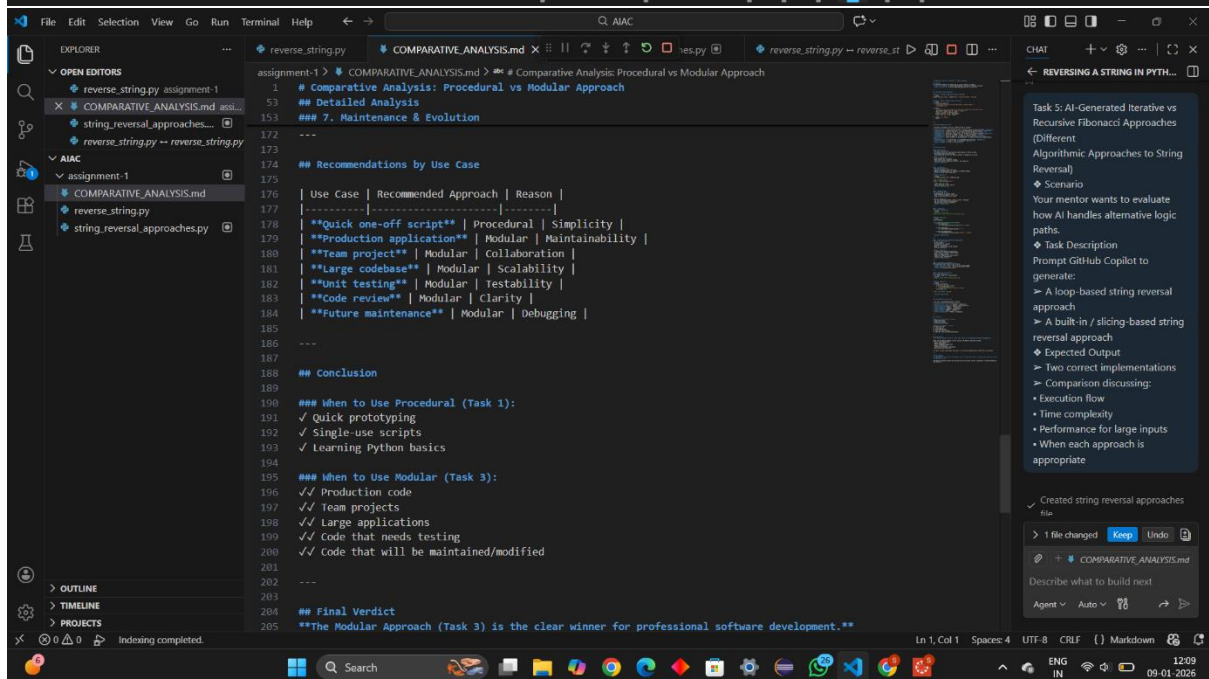 File Edit Selection View Go Run Terminal Help
AIAC
EXPLORER
OPEN EDITORS
reverse_string.py assignment-1
COMPARATIVE_ANALYSIS.md assi...
string_reversal_approaches....
reverse_string.py ↔ reverse_string.py
AIAC
assignment-1
COMPARATIVE_ANALYSIS.md
reverse_string.py
string_reversal_approaches.py
OUTLINE
TIMELINE
PROJECTS
reverse_string.py
COMPARATIVE_ANALYSIS.md
hes.py
reverse_string.py ↔ reverse_st
assignment-1 > COMPARATIVE_ANALYSIS.md > # Comparative Analysis: Procedural vs Modular Approach
1 # Comparative Analysis: Procedural vs Modular Approach
53 ## Detailed Analysis
153 ### 7. Maintenance & Evolution
172 ---
173
174 ## Recommendations by Use Case
175
176 | Use Case | Recommended Approach | Reason |
177 |----------|---------------------|--------|
178 | **Quick one-off script** | Procedural | Simplicity |
179 | **Production application** | Modular | Maintainability |
180 | **Team project** | Modular | Collaboration |
181 | **Large codebase** | Modular | Scalability |
182 | **Unit testing** | Modular | Testability |
183 | **Code review** | Modular | Clarity |
184 | **Future maintenance** | Modular | Debugging |
185
186 ---
187
188 ## Conclusion
189
190 ### When to Use Procedural (Task 1):
191 ✓ Quick prototyping
192 ✓ Single-use scripts
193 ✓ Learning Python basics
194
195 ### When to Use Modular (Task 3):
196 ✓✓ Production code
197 ✓✓ Team projects
198 ✓✓ Large applications
199 ✓✓ Code that needs testing
200 ✓✓ Code that will be maintained/modified
201
202 ---
203
204 ## Final Verdict
205 **The Modular Approach (Task 3) is the clear winner for professional software development.**
CHAT
REVERSING A STRING IN PYTH...
Task 5: AI-Generated Iterative vs
Recursive Fibonacci Approaches
(Different
Algorithmic Approaches to String
Reversal)
❖ Scenario
Your mentor wants to evaluate
how AI handles alternative logic
paths.
❖ Task Description
Prompt GitHub Copilot to
generate:
➢ A loop-based string reversal
approach
➢ A built-in / slicing-based string
reversal approach
❖ Expected Output
➢ Two correct implementations
➢ Comparison discussing:
• Execution flow
• Time complexity
• Performance for large inputs
• When each approach is
appropriate
Created string reversal approaches
file
1 file changed Keep Undo
COMPARATIVE_ANALYSIS.md
Describe what to build next
Agent Auto
0 0 0 Indexing completed.
Ln 1, Col 1 Spaces: 4 UTF-8 CRLF {} Markdown
6
Search
ENG
IN
12:09
09-01-2026